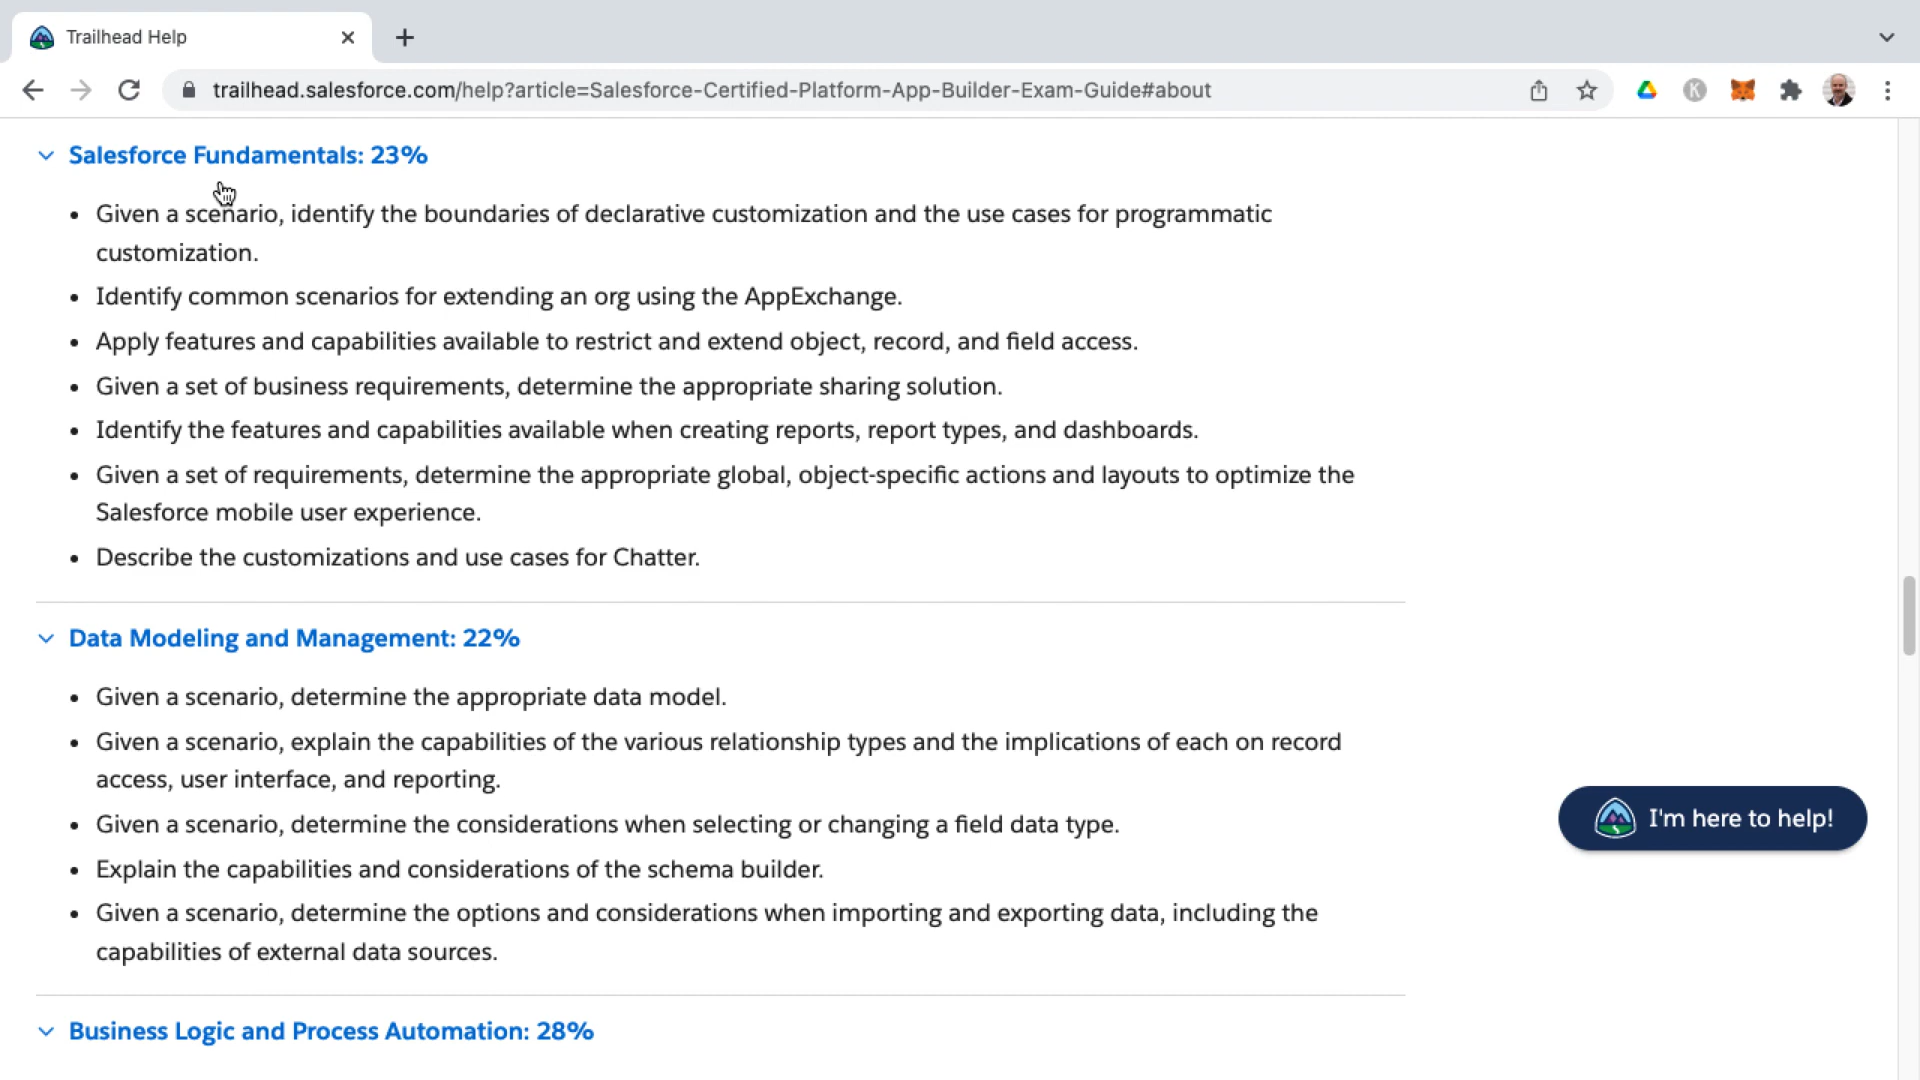 Trailhead Help
trailhead.salesforce.com/help?article=Salesforce-Certified-Platform-App-Builder-Exam-Guide#about
K
Salesforce Fundamentals: 23%
• Given a scenario, identify the boundaries of declarative customization and the use cases for programmatic
customization.
• Identify common scenarios for extending an org using the AppExchange.
• Apply features and capabilities available to restrict and extend object, record, and field access.
• Given a set of business requirements, determine the appropriate sharing solution.
• Identify the features and capabilities available when creating reports, report types, and dashboards.
• Given a set of requirements, determine the appropriate global, object-specific actions and layouts to optimize the
Salesforce mobile user experience.
• Describe the customizations and use cases for Chatter.
Data Modeling and Management: 22%
• Given a scenario, determine the appropriate data model.
• Given a scenario, explain the capabilities of the various relationship types and the implications of each on record
access, user interface, and reporting.
• Given a scenario, determine the considerations when selecting or changing a field data type.
• Explain the capabilities and considerations of the schema builder.
• Given a scenario, determine the options and considerations when importing and exporting data, including the
capabilities of external data sources.
I'm here to help!
Business Logic and Process Automation: 28%